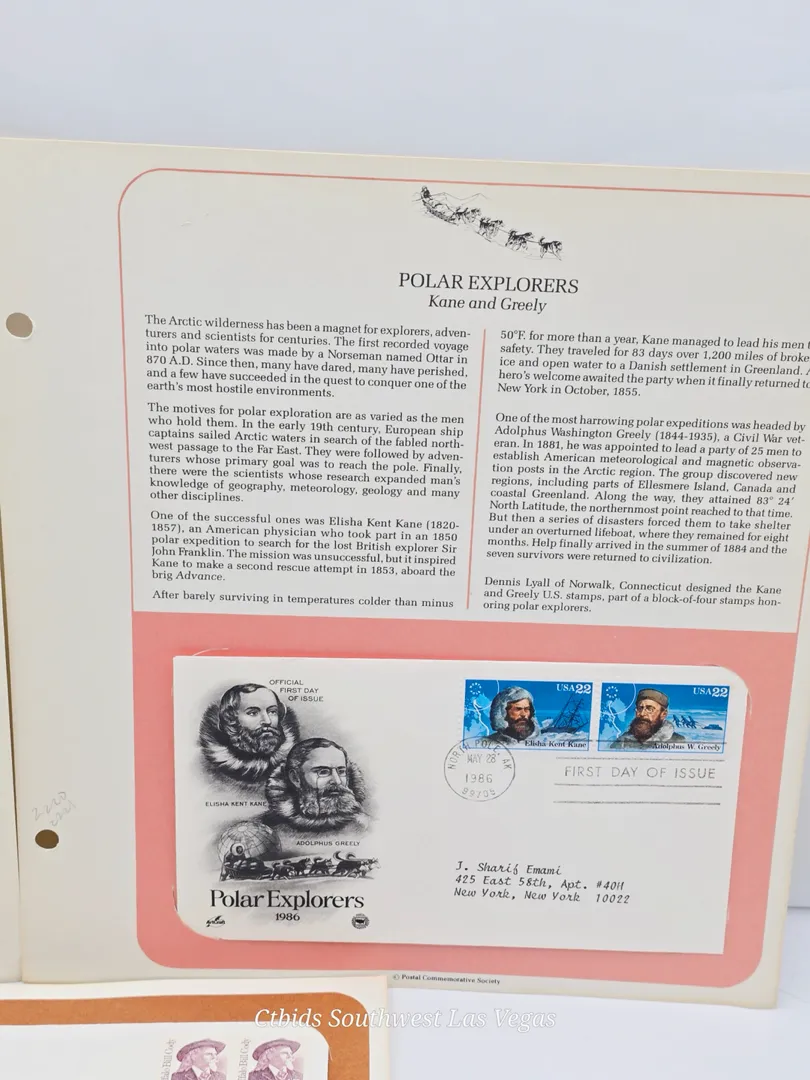 POLAR EXPLORERS
Kane and Greely
The Arctic wilderness has been a magnet for explorers, adven-
turers and scientists for centuries. The first recorded voyage
into polar waters was made by a Norseman named Ottar in
870 A.D. Since then, many have dared, many have perished,
and a few have succeeded in the quest to conquer one of the
earth's most hostile environments.
The motives for polar exploration are as varied as the men
who hold them. In the early 19th century, European ship
captains sailed Arctic waters in search of the fabled north-
west passage to the Far East. They were followed by adven-
turers whose primary goal was to reach the pole. Finally,
there were the scientists whose research expanded man's
knowledge of geography, meteorology, geology and many
other disciplines.
One of the successful ones was Elisha Kent Kane (1820-
1857), an American physician who took part in an 1850
polar expedition to search for the lost British explorer Sir
John Franklin. The mission was unsuccessful, but it inspired
Kane to make a second rescue attempt in 1853, aboard the
brig Advance.
After barely surviving in temperatures colder than minus
50°F. for more than a year, Kane managed to lead his men
safety. They traveled for 83 days over 1,200 miles of broke
ice and open water to a Danish settlement in Greenland.
hero's welcome awaited the party when it finally returned
New York in October, 1855.
One of the most harrowing polar expeditions was headed by
Adolphus Washington Greely (1844-1935), a Civil War vet-
eran. In 1881, he was appointed to lead a party of 25 men to
establish American meteorological and magnetic observa-
tion posts in the Arctic region. The group discovered new
regions, including parts of Ellesmere Island, Canada and
coastal Greenland. Along the way, they attained 83° 24'
North Latitude, the northernmost point reached to that time.
But then a series of disasters forced them to take shelter
under an overturned lifeboat, where they remained for eight
months. Help finally arrived in the summer of 1884 and the
seven survivors were returned to civilization.
Dennis Lyall of Norwalk, Connecticut designed the Kane
and Greely U.S. stamps, part of a block-of-four stamps hon-
oring polar explorers.
OFFICIAL
FIRST DAY
OF ISSUE
ELISHA KENT KANE
ADOLPHUS GREELY
Polar Explorers
1986
ArtCraft
USA 22
Elisha Kent Kane
USA 22
Adolphus W. Greely
NORTH POLE, AK
MAY 28
1986
99705
FIRST DAY OF ISSUE
J. Sharif Emami
425 East 58th, Apt. #40H
New York, New York 10022
© Postal Commemorative Society
Ctbids Southwest Las Vegas
Bill Cody
Buffalo Bill Cody